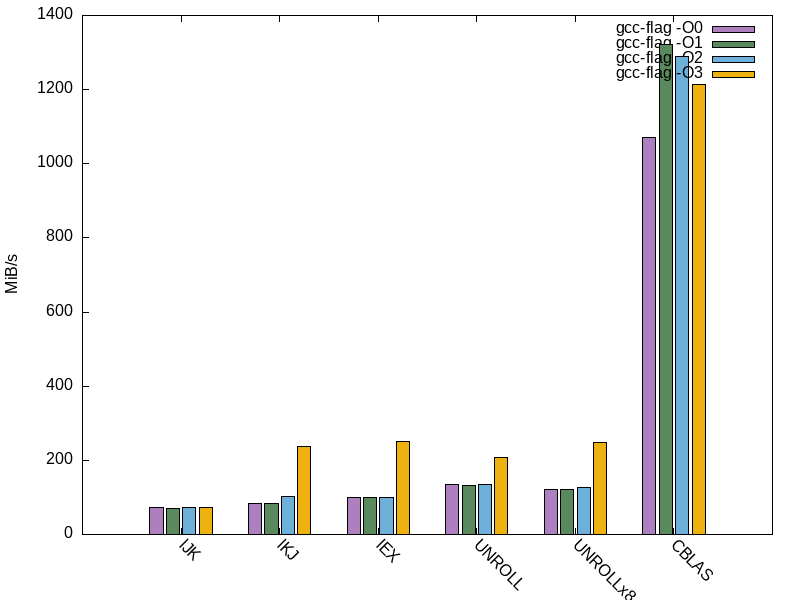 1400
1200
1000
800
600
400
200
0
MiB/s
gcc-flag -O0
gcc-flag -O1
gcc-flag -O2
gcc-flag -O3
IJK
IKJ
IEX
UNROLL
UNROLLx8
CBLAS